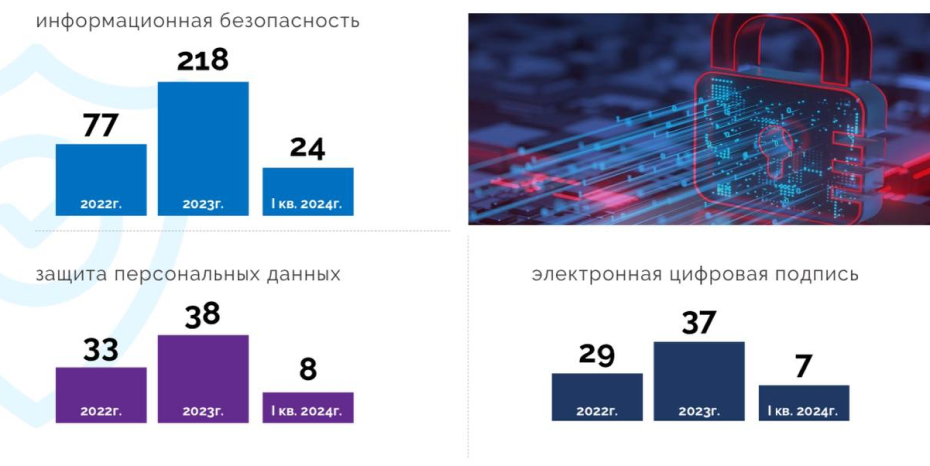 информационная безопасность
218
77
24
2022г.
2023г.
I кв. 2024г.
защита персональных данных
38
33
8
2022г.
2023г.
I кв. 2024г.
электронная цифровая подпись
37
29
7
2022г.
2023г.
I кв. 2024г.